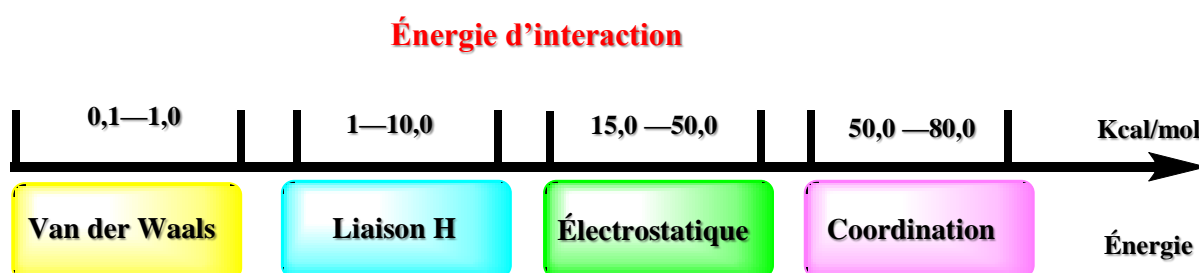 Énergie d’interaction
0,1—1,0 1—10,0 15,0 —50,0 50,0 —80,0 Kcal/mol
Van der Waals Liaison H Électrostatique Coordination Énergie